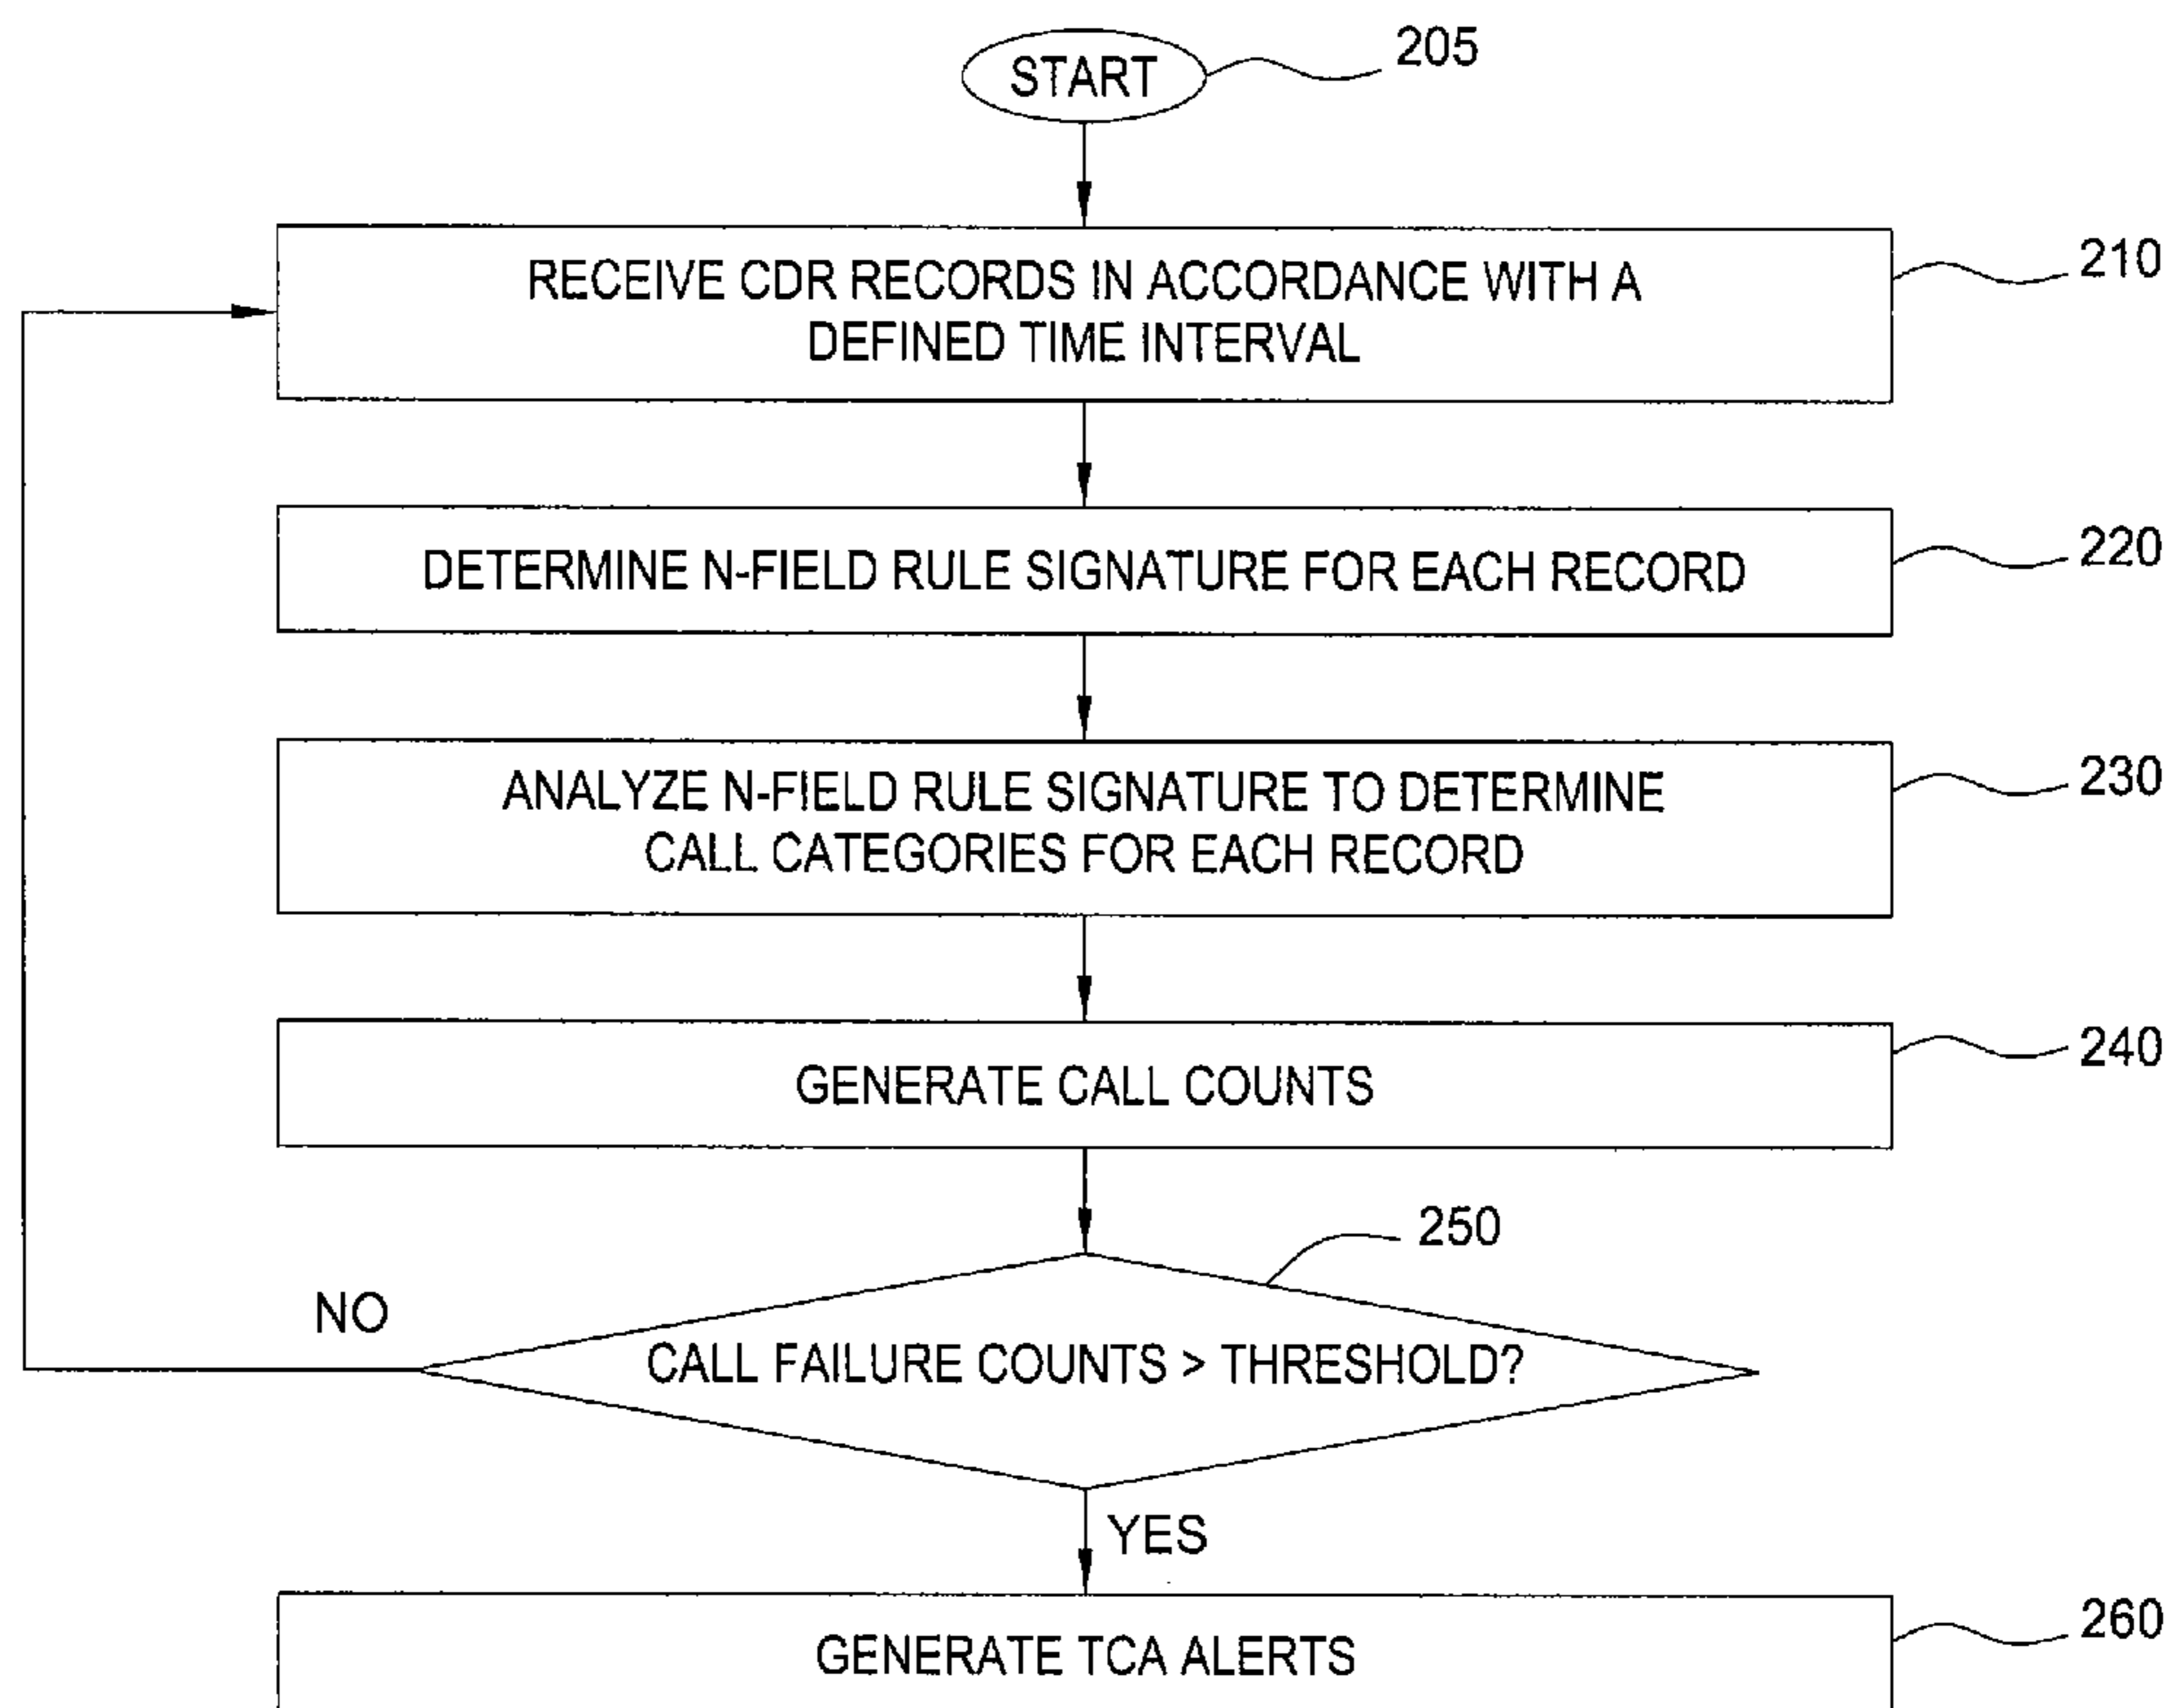 START
205
RECEIVE CDR RECORDS IN ACCORDANCE WITH A
DEFINED TIME INTERVAL
210
DETERMINE N-FIELD RULE SIGNATURE FOR EACH RECORD
220
ANALYZE N-FIELD RULE SIGNATURE TO DETERMINE
CALL CATEGORIES FOR EACH RECORD
230
GENERATE CALL COUNTS
240
250
NO
CALL FAILURE COUNTS > THRESHOLD?
YES
GENERATE TCA ALERTS
260